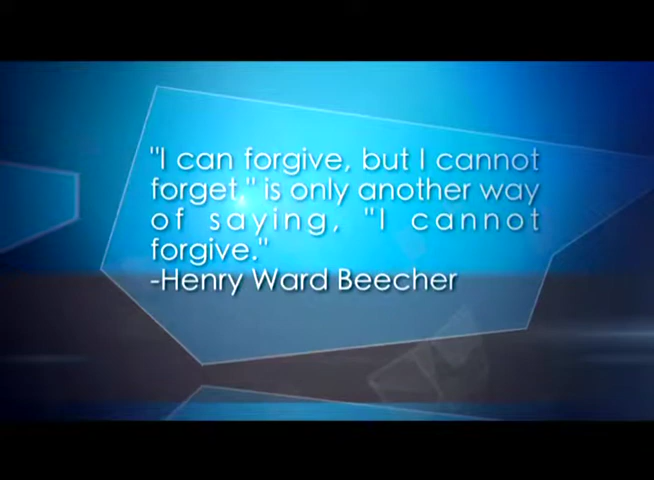 "I can forgive, but I cannot
forget," is only another way
of saying, "I cannot
forgive."
-Henry Ward Beecher